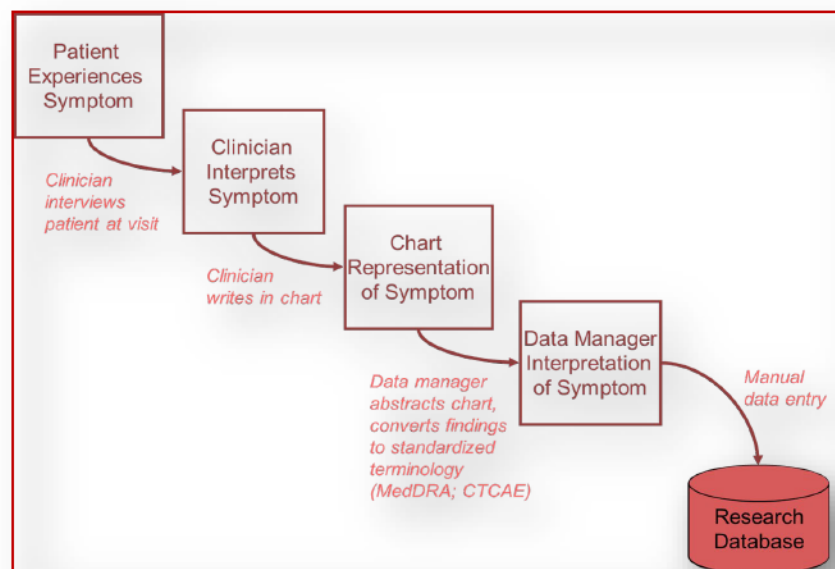 Patient
Experiences
Symptom
Clinician
interviews
patient at visit
Clinician
Interprets
Symptom
Clinician
writes in chart
Chart
Representation
of Symptom
Data manager
abstracts chart,
converts findings
to standardized
terminology
(MedDRA; CTCAE)
Data Manager
Interpretation
of Symptom
Manual
data entry
Research
Database